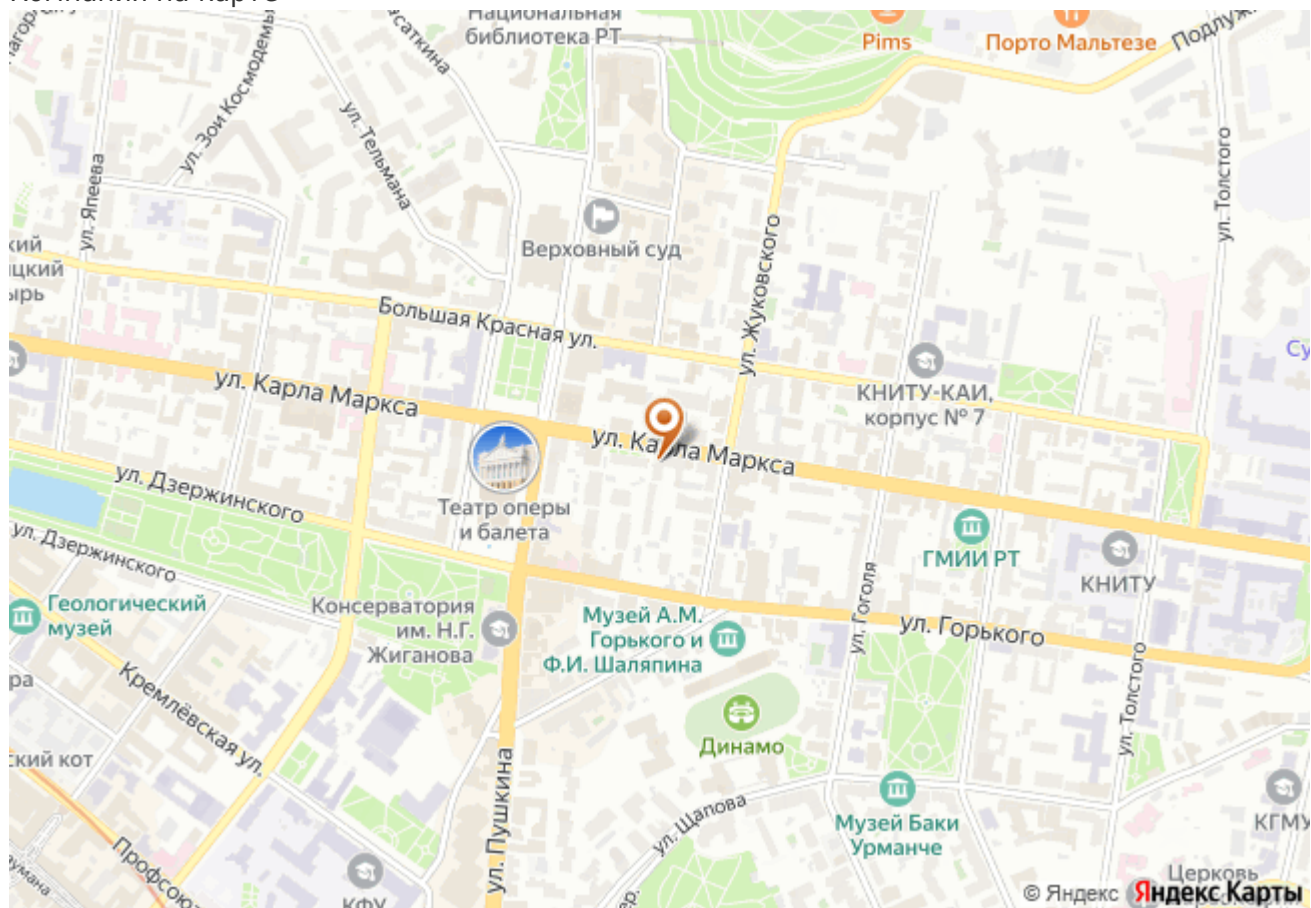 Национальная
библиотека РТ
Pims
Порто Мальтезе
ул. Зои Космодемь
ул. Тельмана
ул. Япеева
ул. Толстого
Верховный суд
ул. Жуковского
Большая Красная ул.
КНИТУ-КАИ,
корпус № 7
ул. Карла Маркса
ул. Карла Маркса
Театр оперы
и балета
ул. Дзержинского
ул. Дзержинского
ГМИИ РТ
КНИТУ
Геологический
музей
Консерватория
им. Н.Г.
Жиганова
Музей А.М.
Горького и
Ф.И. Шаляпина
ул. Гоголя
ул. Горького
Кремлёвская ул.
ский кот
ул. Пушкина
Динамо
ул. Толстого
ул. Щапова
Музей Баки
Урманче
КГМУ
Профсоюз
КФУ
Церковь
© Яндекс Яндекс Карты